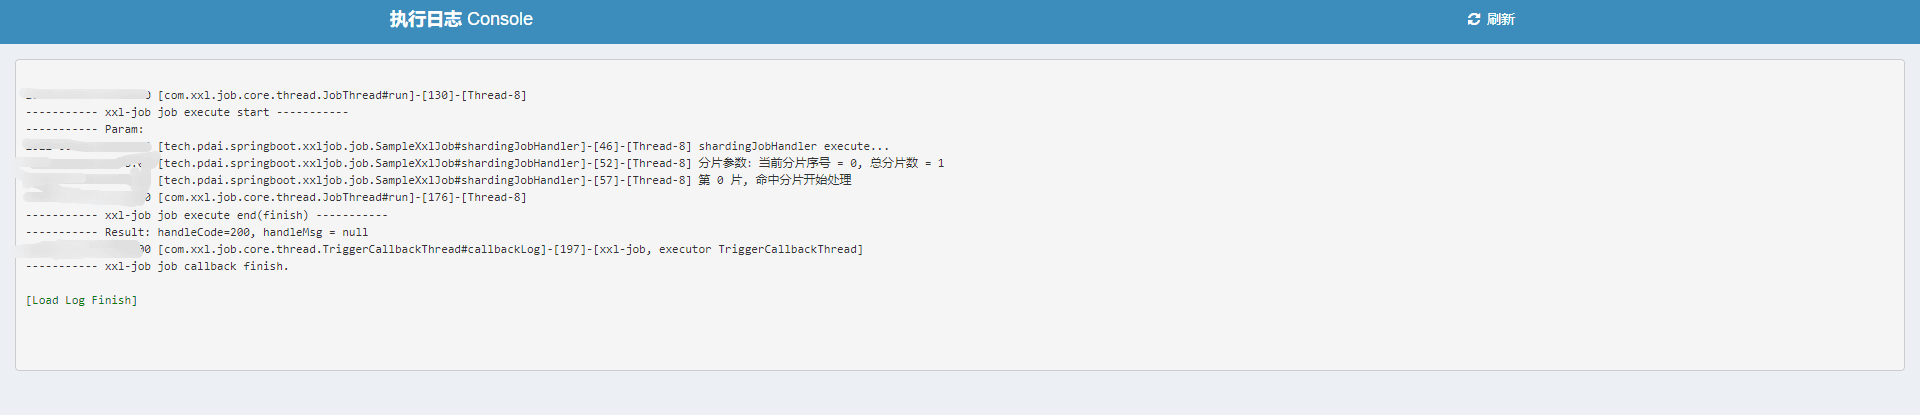 执行日志 Console
刷新
[com.xxl.job.core.thread.JobThread#run]-[130]-[Thread-8]
----------- xxl-job job execute start -----------
----------- Param:
[tech.pdai.springboot.xxljob.job.SampleXxlJob#shardingJobHandler]-[46]-[Thread-8] shardingJobHandler execute...
[tech.pdai.springboot.xxljob.job.SampleXxlJob#shardingJobHandler]-[52]-[Thread-8] 分片参数: 当前分片序号 = 0, 总分片数 = 1
[tech.pdai.springboot.xxljob.job.SampleXxlJob#shardingJobHandler]-[57]-[Thread-8] 第 0 片, 命中分片开始处理
[com.xxl.job.core.thread.JobThread#run]-[176]-[Thread-8]
----------- xxl-job job execute end(finish) -----------
----------- Result: handleCode=200, handleMsg = null
[com.xxl.job.core.thread.TriggerCallbackThread#callbackLog]-[197]-[xxl-job, executor TriggerCallbackThread]
----------- xxl-job job callback finish.
[Load Log Finish]